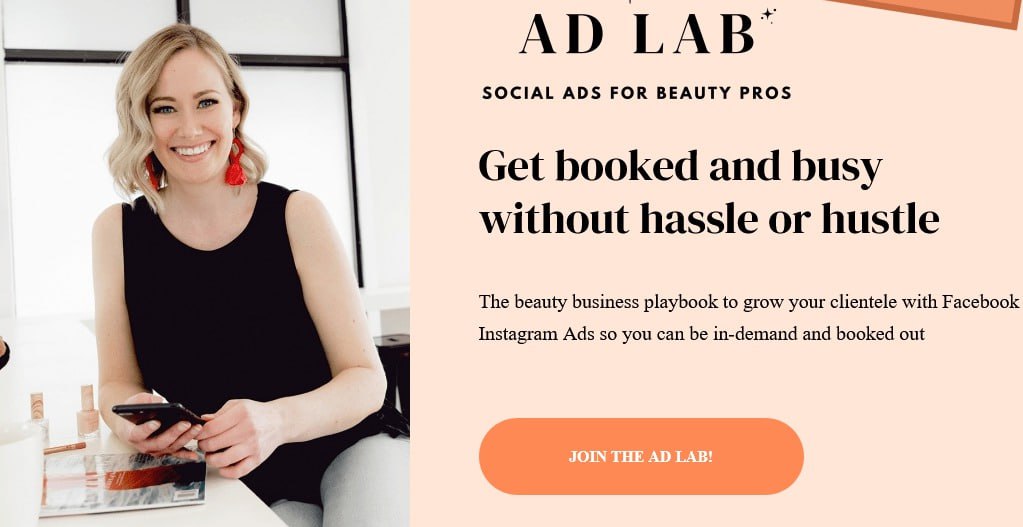 AD LAB
SOCIAL ADS FOR BEAUTY PROS
Get booked and busy
without hassle or hustle
The beauty business playbook to grow your clientele with Facebook
Instagram Ads so you can be in-demand and booked out
JOIN THE AD LAB!